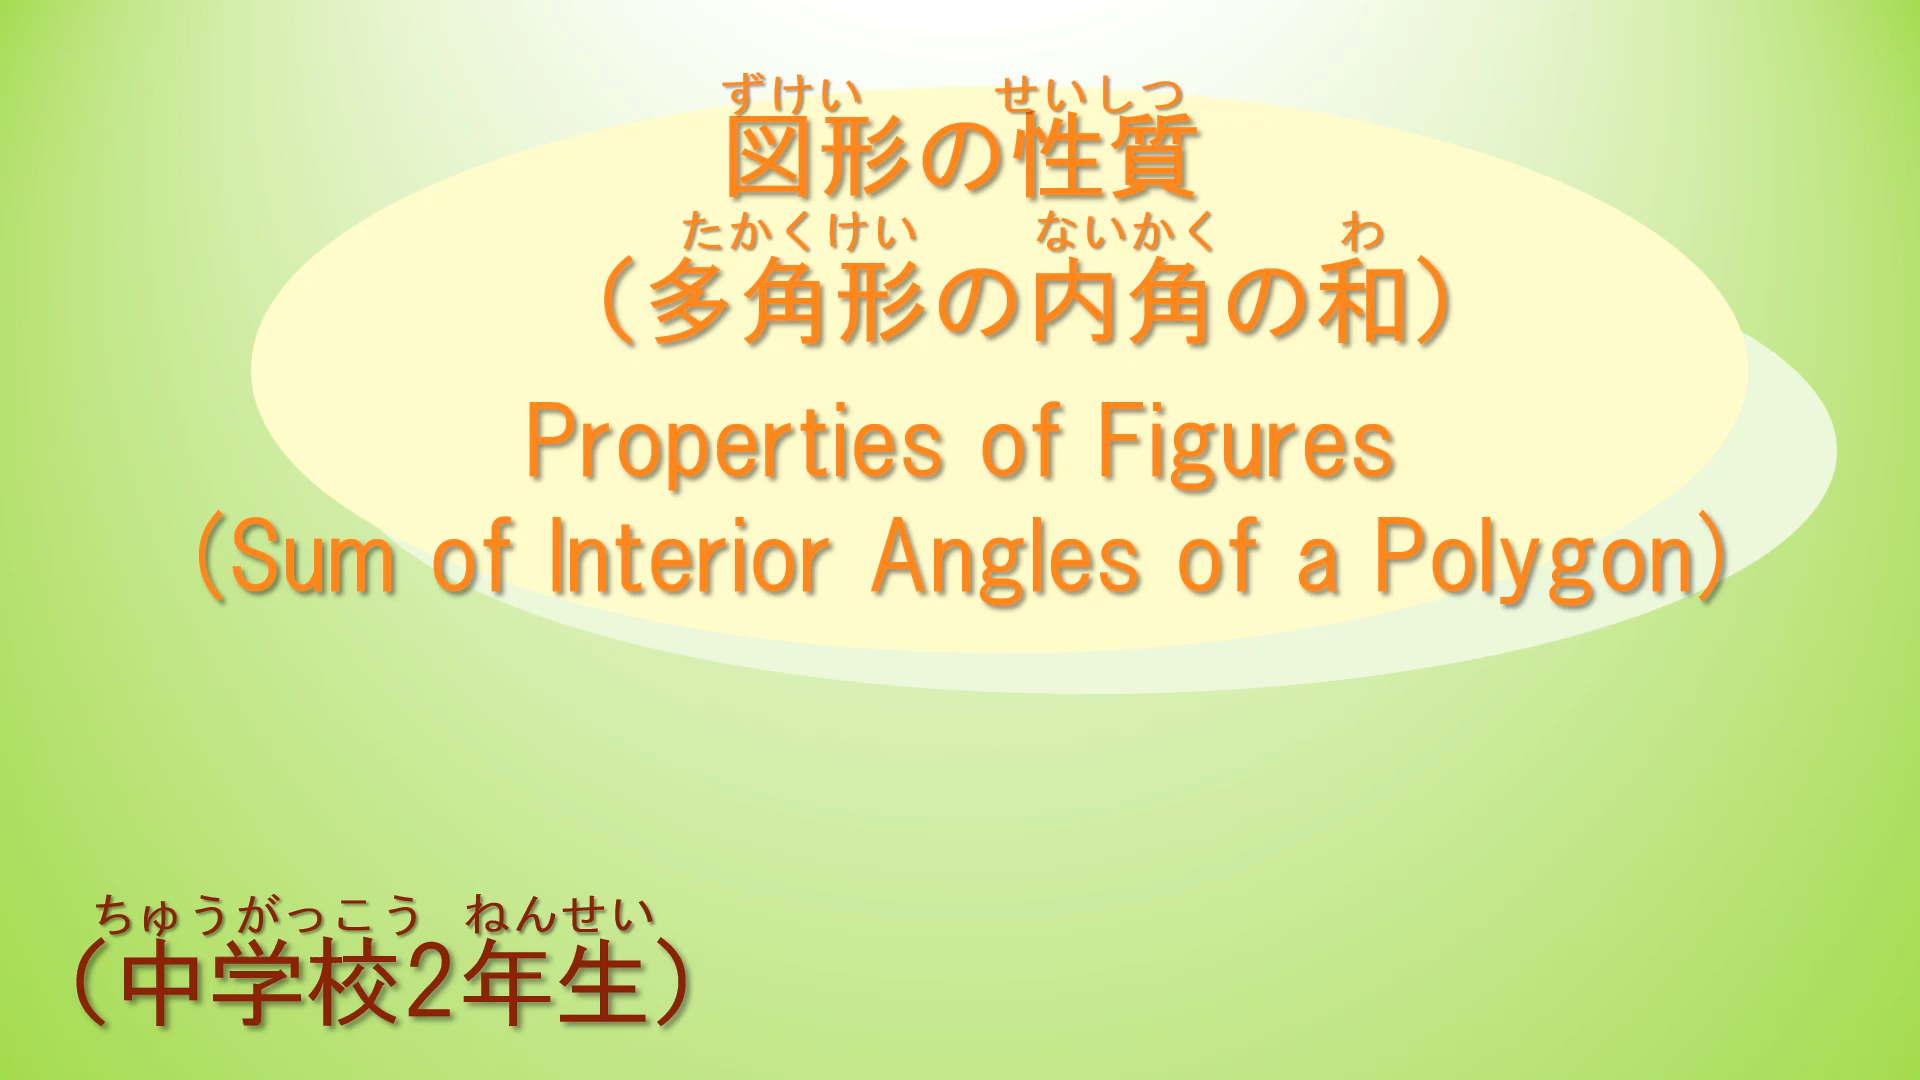 ずけい せいしつ
図形の性質
たかくけい ないかく わ
（多角形の内角の和）
Properties of Figures
(Sum of Interior Angles of a Polygon)
ちゅうがっこう ねんせい
（中学校2年生）